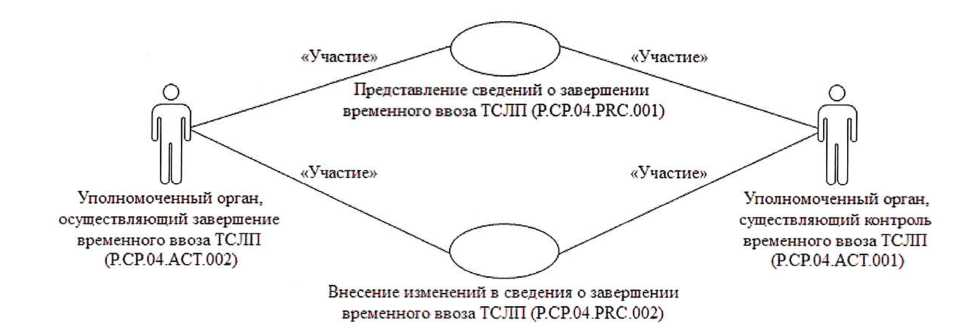 «Участие»
«Участие»
Представление сведений о завершении
временного ввоза ТСЛП (P.CP.04.PRC.001)
«Участие»
«Участие»
Уполномоченный орган,
осуществляющий завершение
временного ввоза ТСЛП
(P.CP.04.ACT.002)
Уполномоченный орган,
существляющий контроль
временного ввоза ТСЛП
(P.CP.04.ACT.001)
Внесение изменений в сведения о завершении
временного ввоза ТСЛП (P.CP.04.PRC.002)